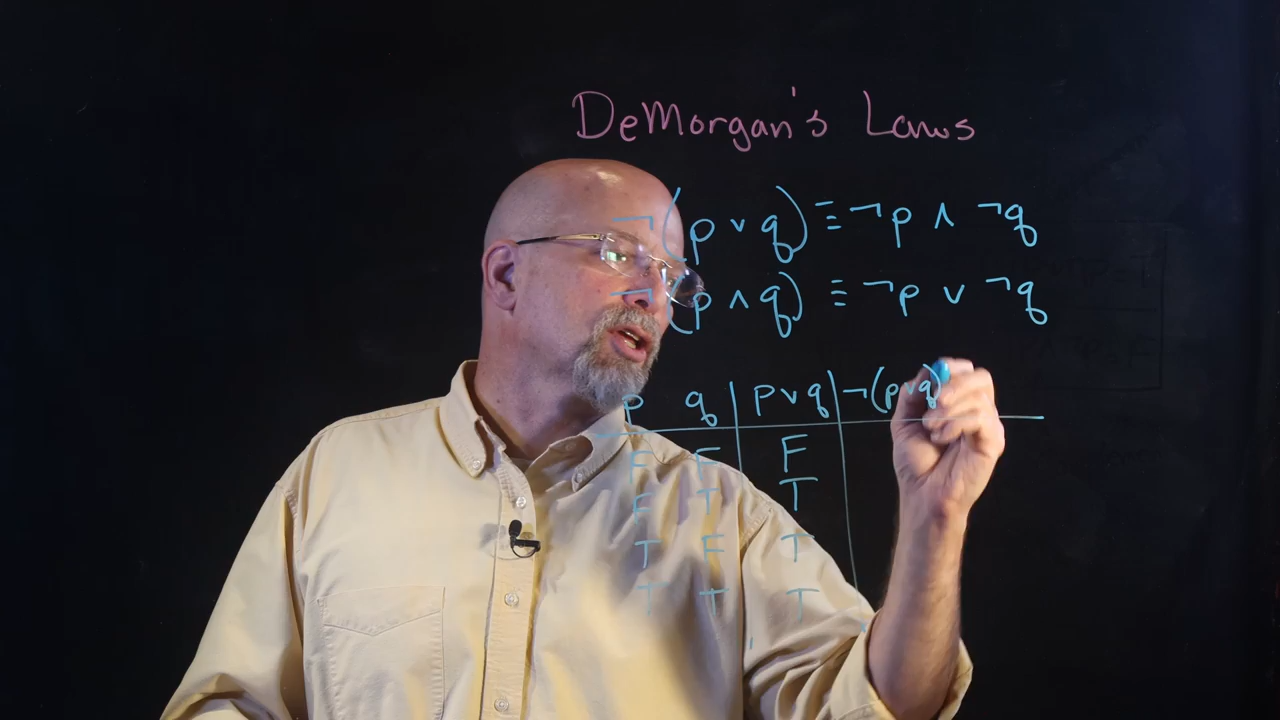 DeMorgan's Laws
¬(p ∨ q) ≡ ¬p ∧ ¬q
¬(p ∧ q) ≡ ¬p ∨ ¬q
p q p ∨ q ¬(p ∨ q)
F F F
F T T
T F T
T T T